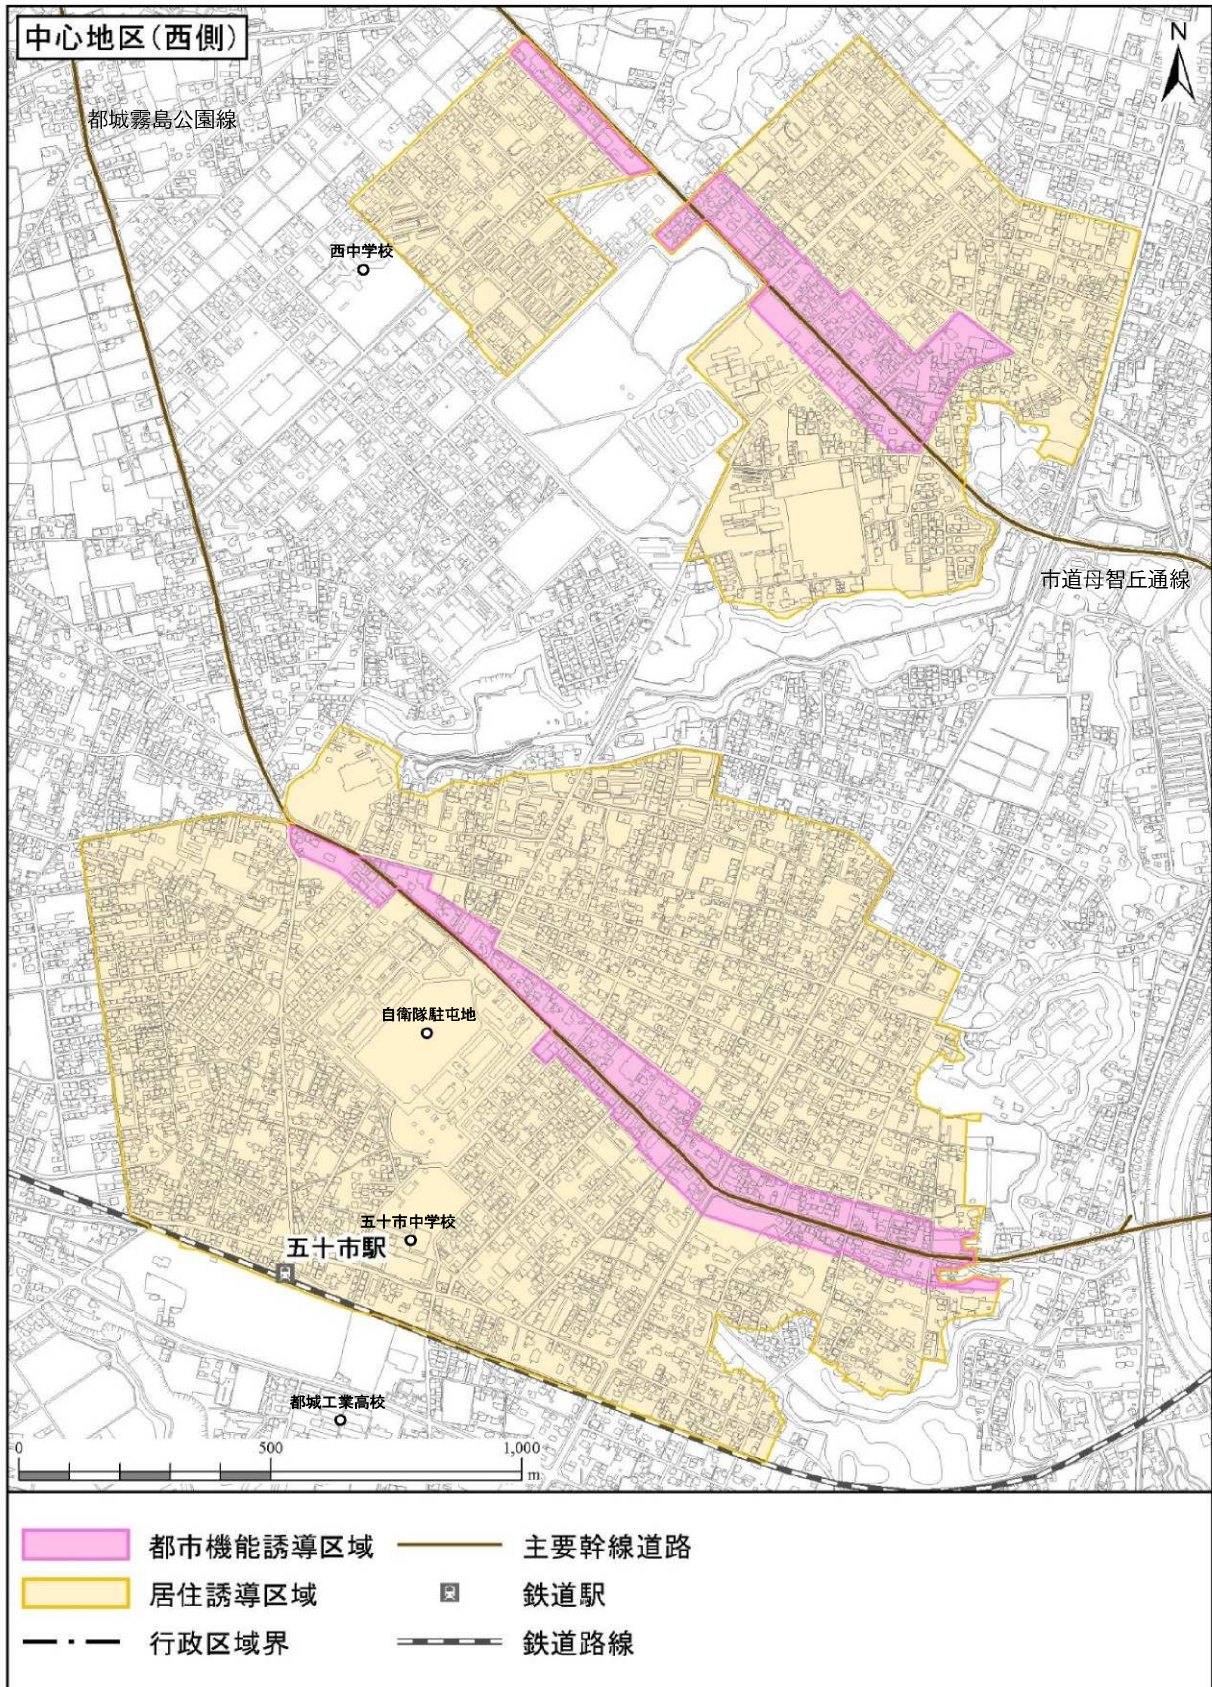 中心地区(西側)
N
都城霧島公園線
西中学校
市道母智丘通線
自衛隊駐屯地
五十市中学校
五十市駅
都城工業高校
0 500 1,000
m
都市機能誘導区域 主要幹線道路
居住誘導区域 鉄道駅
行政区域界 鉄道路線